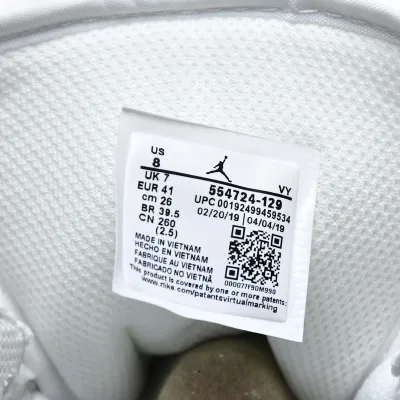 US
8
UK 7
EUR 41
cm 26
BR 39.5
CN 260
(2.5)
VY
554724-129
UPC 00192499459534
02/20/19 04/04/19
MADE IN VIETNAM
HECHO EN VIETNAM
FABRIQUE AU VIETNAM
FABRICADO NO VIETNÃ
This product is covered by one or more patents:
www.nike.com/patentsvirtualmarking